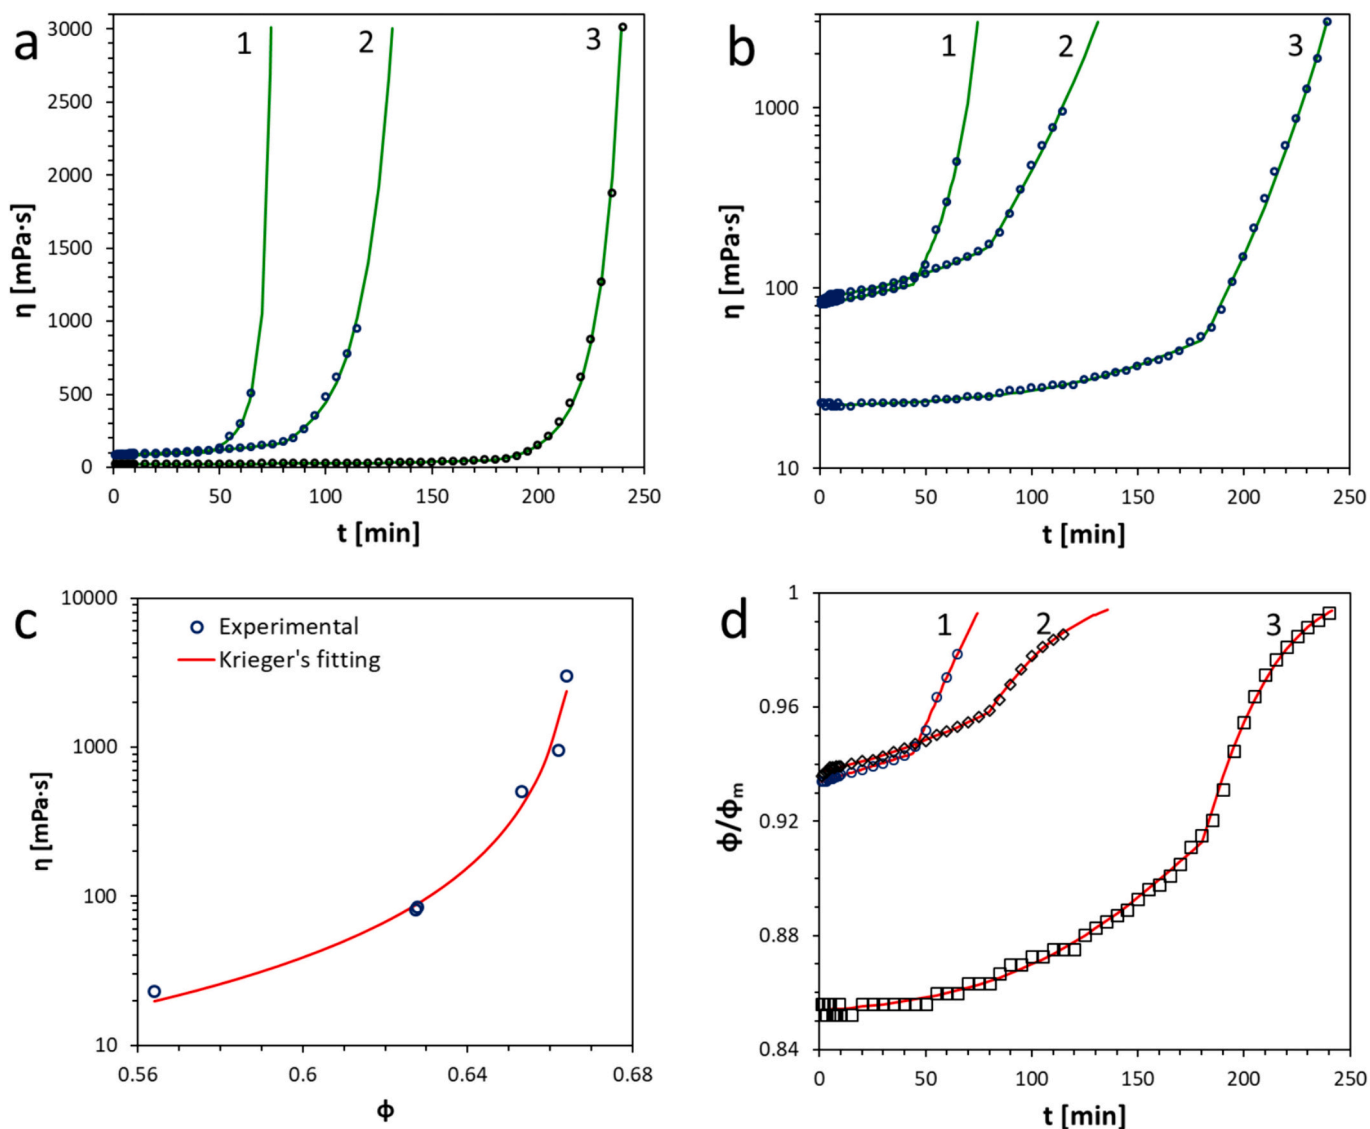 a
1
2
3
3000
2500
2000
1500
1000
500
0
η [mPa·s]
0 50 100 150 200 250
t [min]
b
1
2
3
1000
100
10
η [mPa·s]
0 50 100 150 200 250
t [min]
c
Experimental
Krieger's fitting
10000
1000
100
10
η [mPa·s]
0.56 0.6 0.64 0.68
ϕ
d
1
2
3
1
0.96
0.92
0.88
0.84
ϕ/ϕm
0 50 100 150 200 250
t [min]